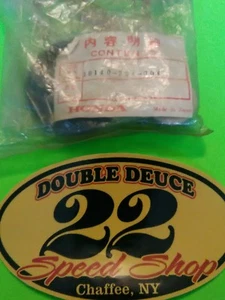 内容明細
CONTENTS
HONDA
DOUBLE DEUCE
22
Speed Shop
Chaffee, NY